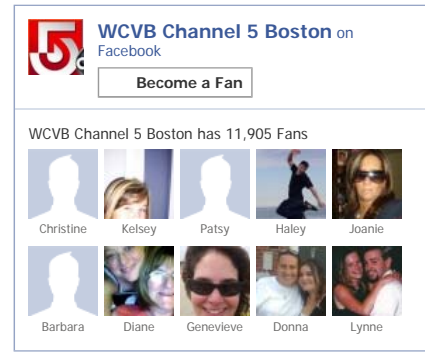 WCVB Channel 5 Boston on
Facebook
Become a Fan
WCVB Channel 5 Boston has 11,905 Fans
Christine Kelsey Patsy Haley Joanie
Barbara Diane Genevieve Donna Lynne